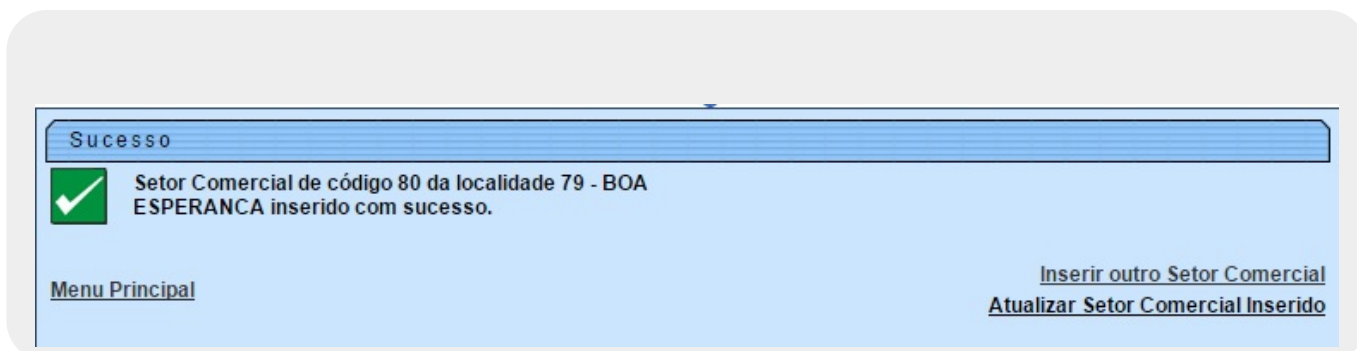 Sucesso
Setor Comercial de código 80 da localidade 79 - BOA
ESPERANCA inserido com sucesso.
Menu Principal
Inserir outro Setor Comercial
Atualizar Setor Comercial Inserido